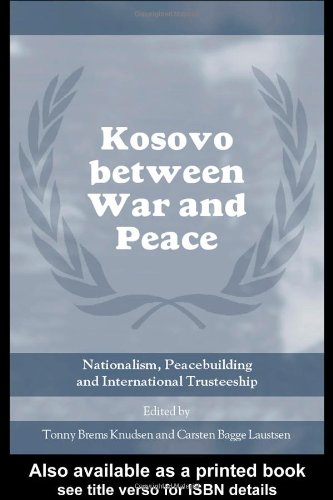 Kosovo
between
War and
Peace
Nationalism, Peacebuilding
and International Trusteeship
Edited by
Tonny Brems Knudsen and Carsten Bagge Laustsen
Also available as a printed book
see title verso for ISBN details